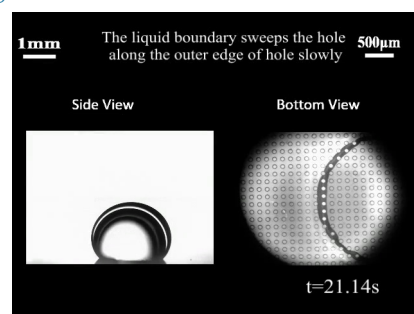 1mm
The liquid boundary sweeps the hole
along the outer edge of hole slowly
500μm
Side View
Bottom View
t=21.14s